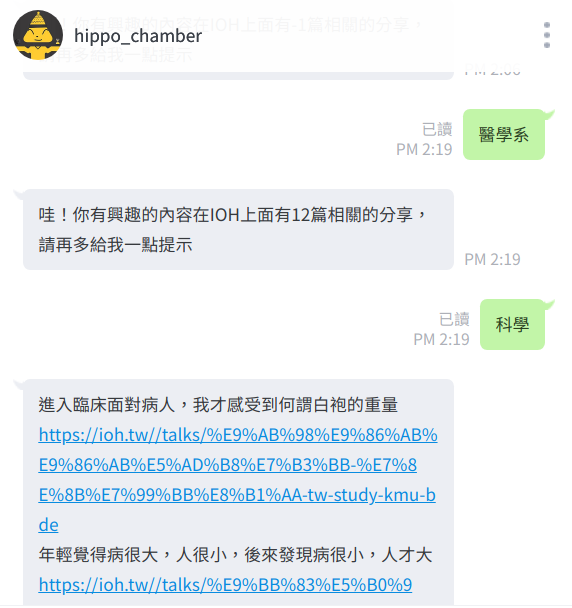 hippo_chamber
已讀
PM 2:19
醫學系
哇！你有興趣的內容在IOH上面有12篇相關的分享，
請再多給我一點提示
PM 2:19
已讀
PM 2:19
科學
進入臨床面對病人，我才感受到何謂白袍的重量
https://ioh.tw//talks/%E9%AB%98%E9%86%AB%
E9%86%AB%E5%AD%B8%E7%B3%BB-%E7%8
E%8B%E7%99%BB%E8%B1%AA-tw-study-kmu-b
de
年輕覺得病很大，人很小，後來發現病很小，人才大
https://ioh.tw//talks/%E9%BB%83%E5%B0%9